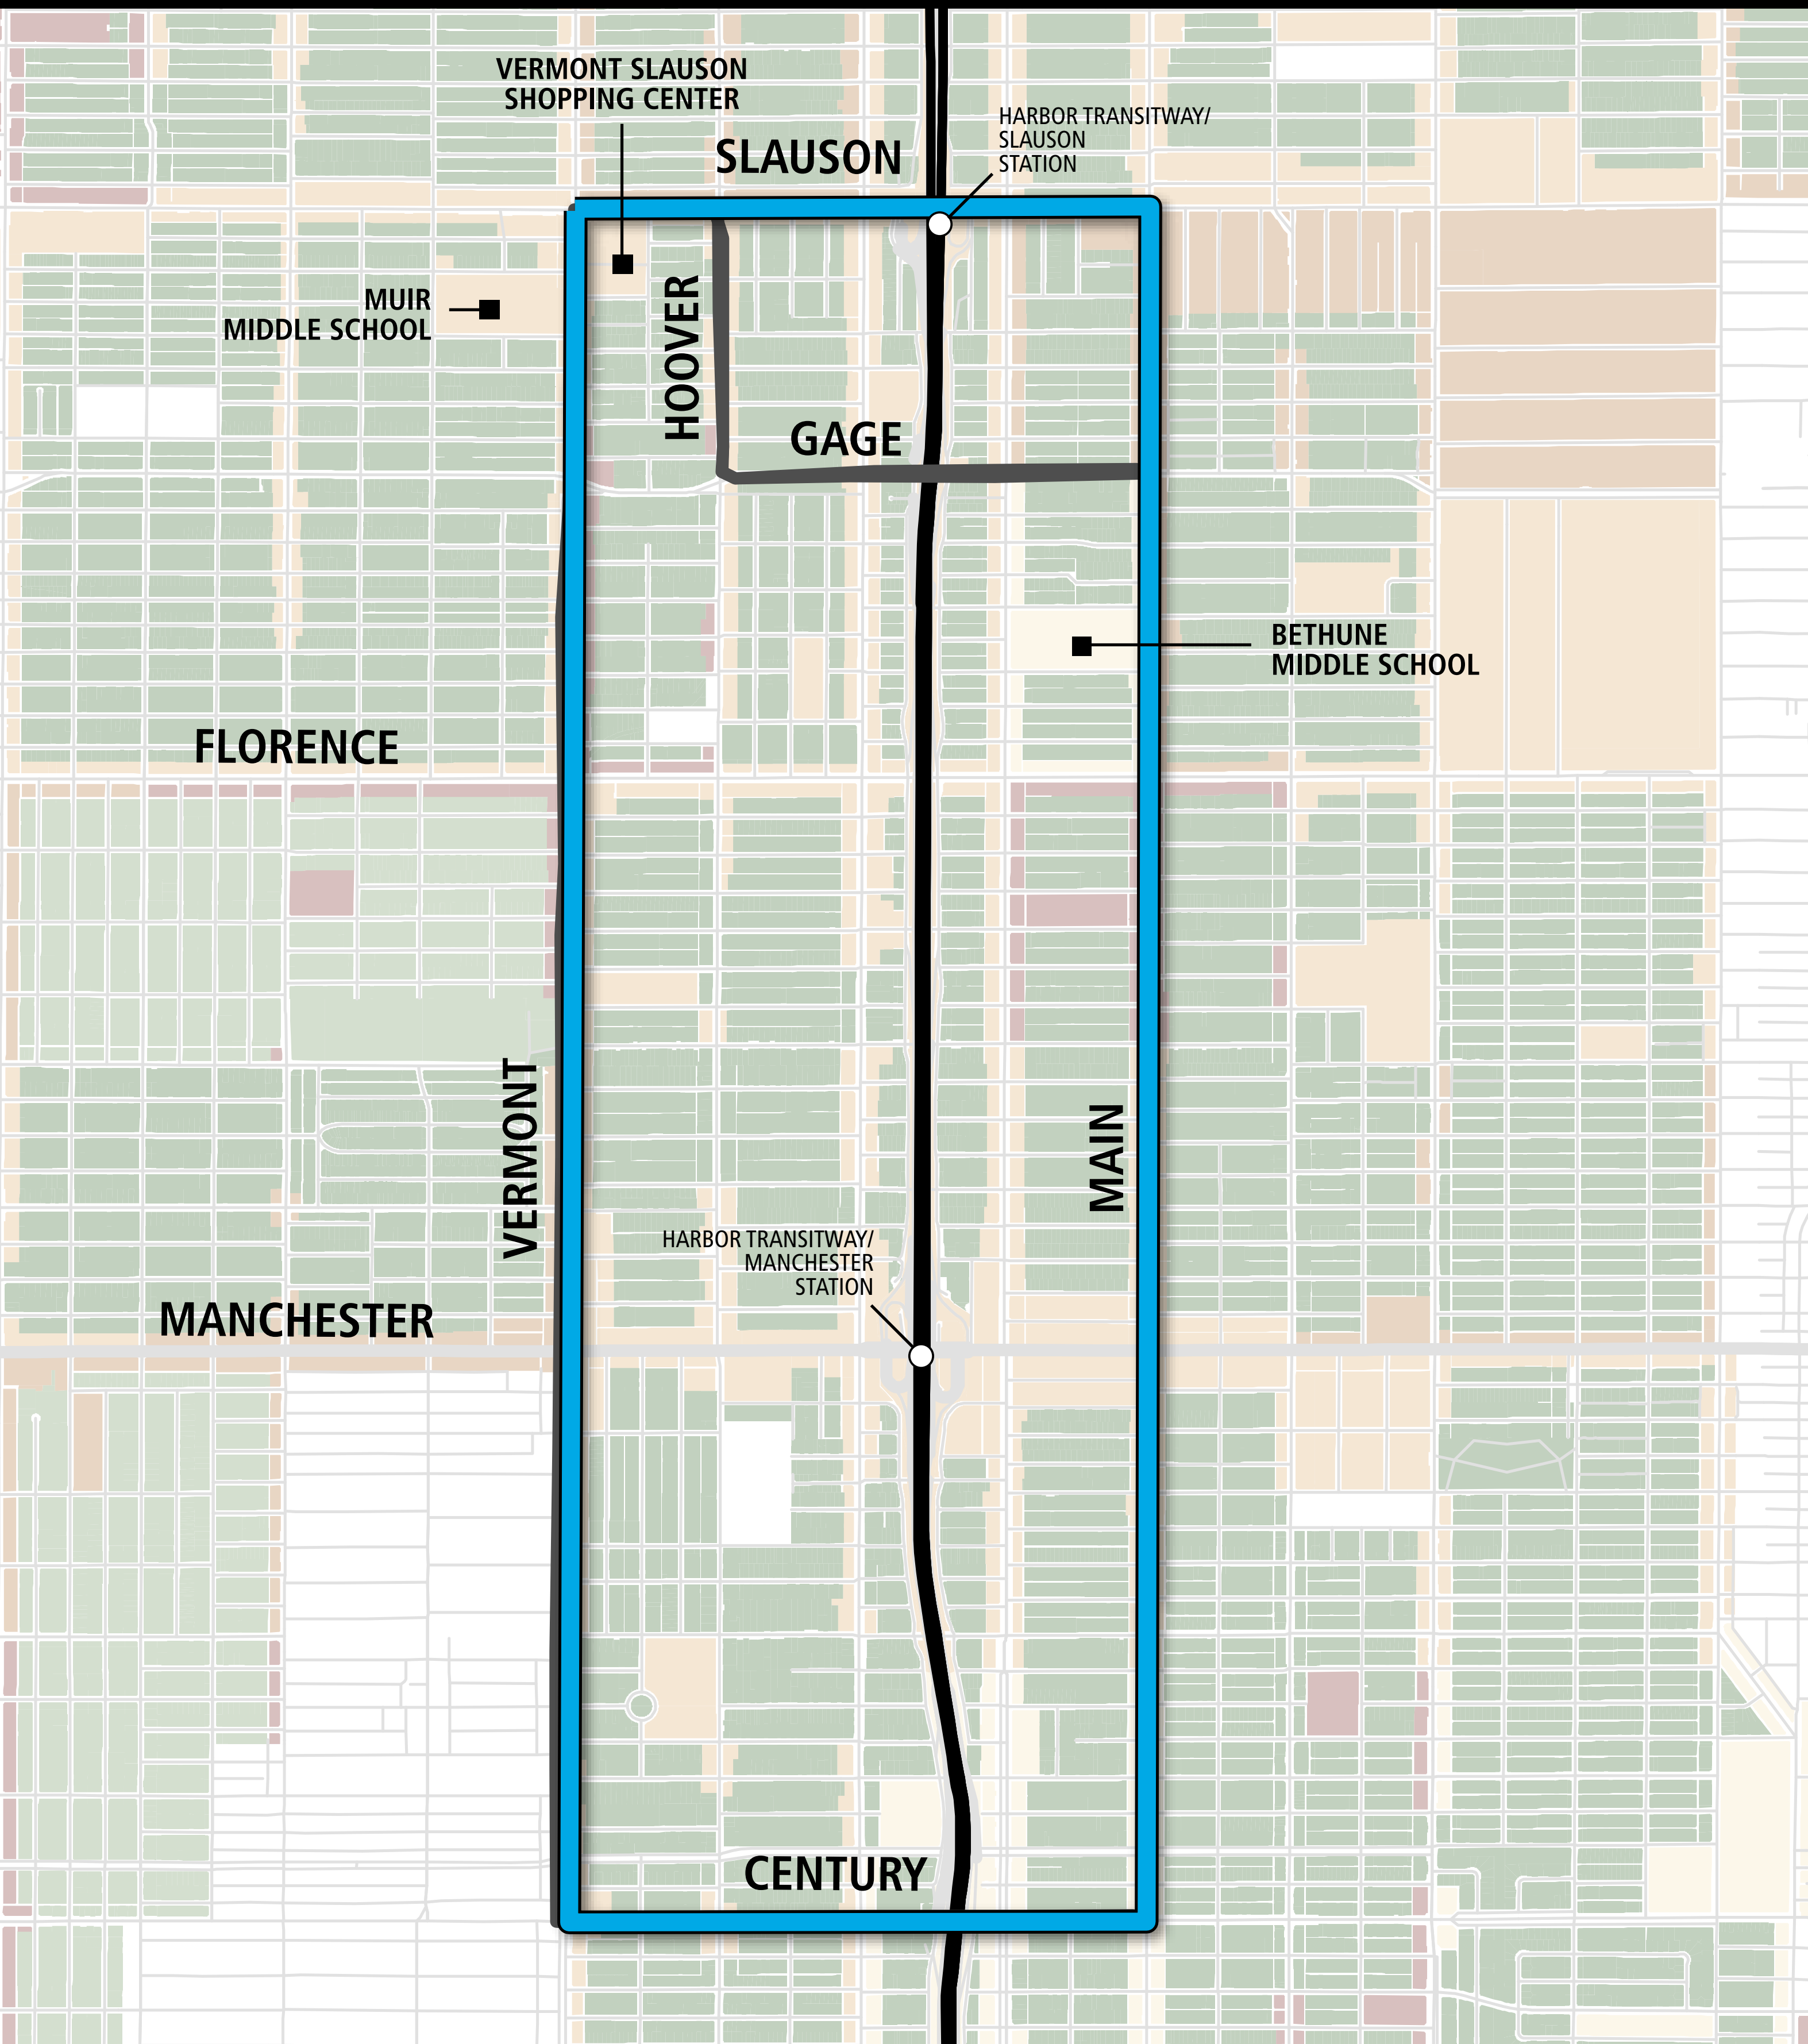 VERMONT SLAUSON
SHOPPING CENTER
HARBOR TRANSITWAY/
SLAUSON
STATION
SLAUSON
MUIR
MIDDLE SCHOOL
HOOVER
GAGE
BETHUNE
MIDDLE SCHOOL
FLORENCE
VERMONT
MAIN
HARBOR TRANSITWAY/
MANCHESTER
STATION
MANCHESTER
CENTURY